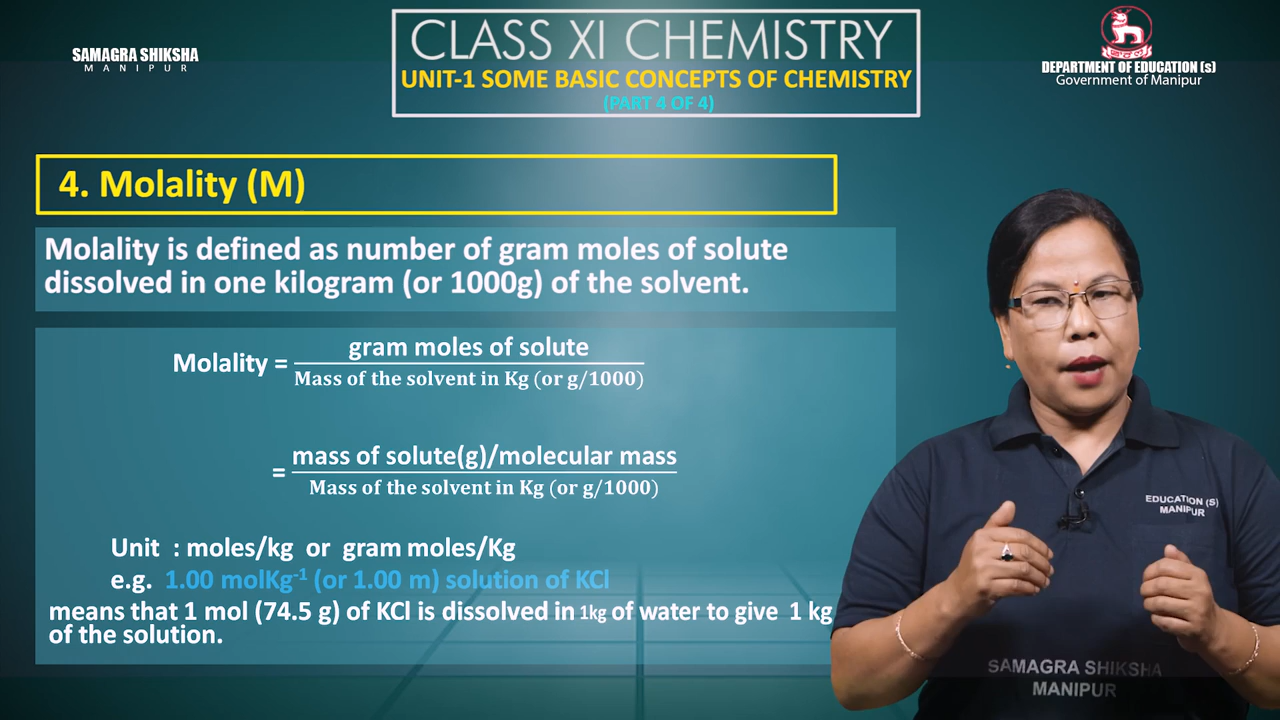 SAMAGRA SHIKSHA
MANIPUR
CLASS XI CHEMISTRY
UNIT-1 SOME BASIC CONCEPTS OF CHEMISTRY
(PART 4 OF 4)
DEPARTMENT OF EDUCATION (s)
Government of Manipur
4. Molality (M)
Molality is defined as number of gram moles of solute
dissolved in one kilogram (or 1000g) of the solvent.
Molality = gram moles of solute
Mass of the solvent in Kg (or g/1000)
= mass of solute(g)/molecular mass
Mass of the solvent in Kg (or g/1000)
Unit : moles/kg or gram moles/Kg
e.g. 1.00 molKg⁻¹ (or 1.00 m) solution of KCl
means that 1 mol (74.5 g) of KCl is dissolved in 1kg of water to give 1 kg
of the solution.
EDUCATION (S)
MANIPUR
SAMAGRA SHIKSHA
MANIPUR